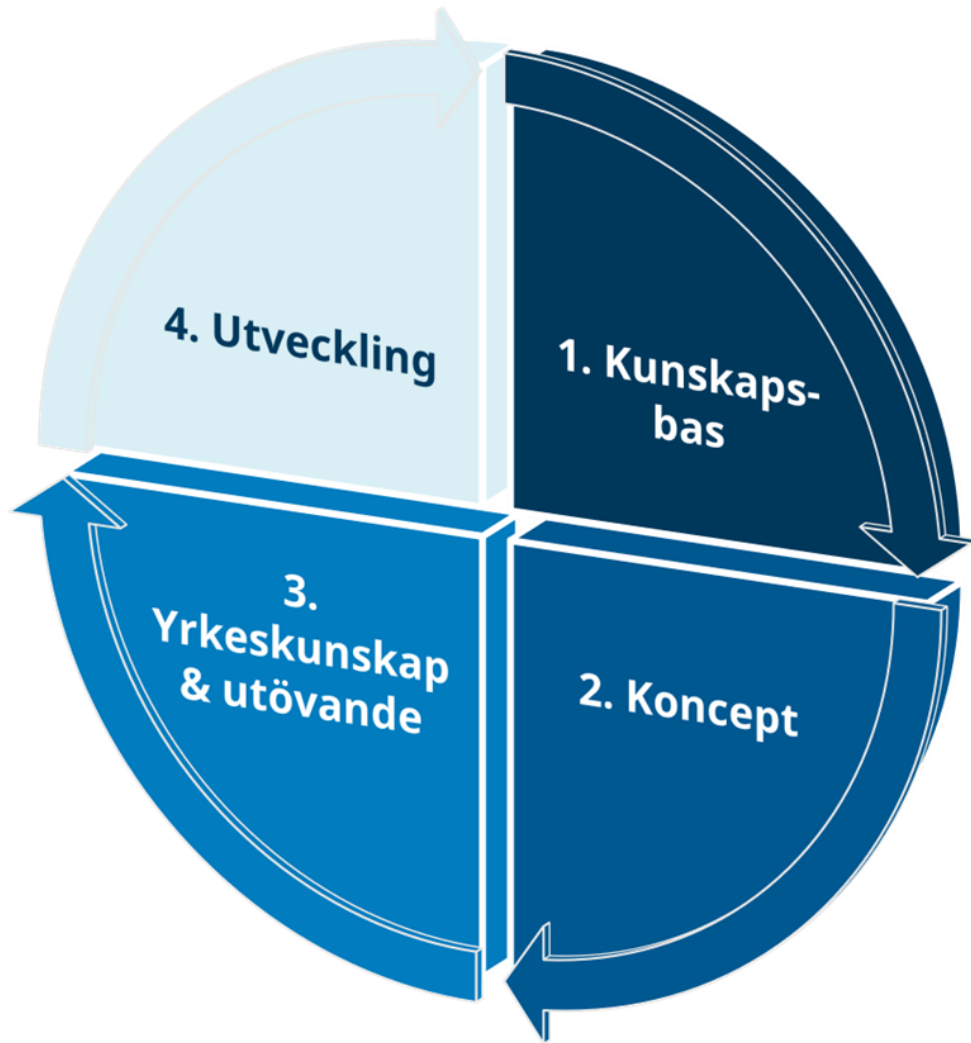 1. Kunskaps-
bas
2. Koncept
3.
Yrkeskunskap
& utövande
4. Utveckling